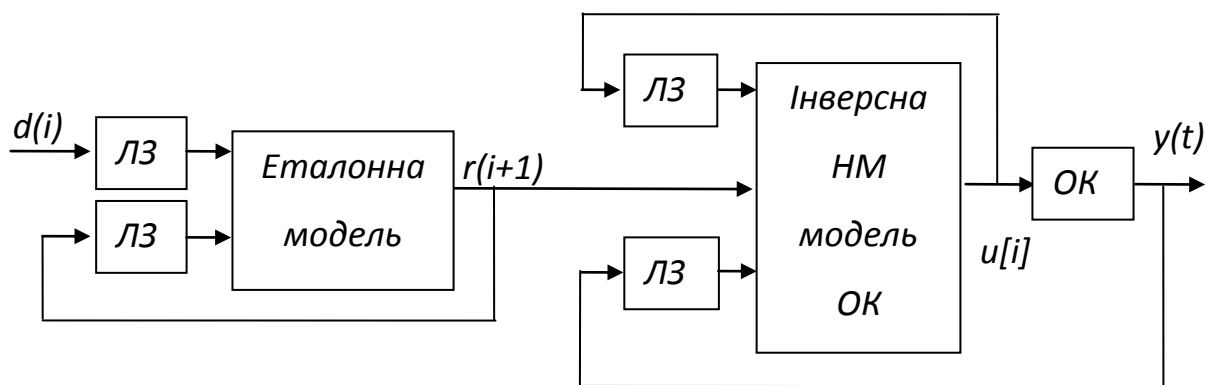 d(i)
ЛЗ
ЛЗ
Еталонна
модель
r(i+1)
ЛЗ
ЛЗ
Інверсна
НМ
модель
ОК
u[i]
ОК
y(t)